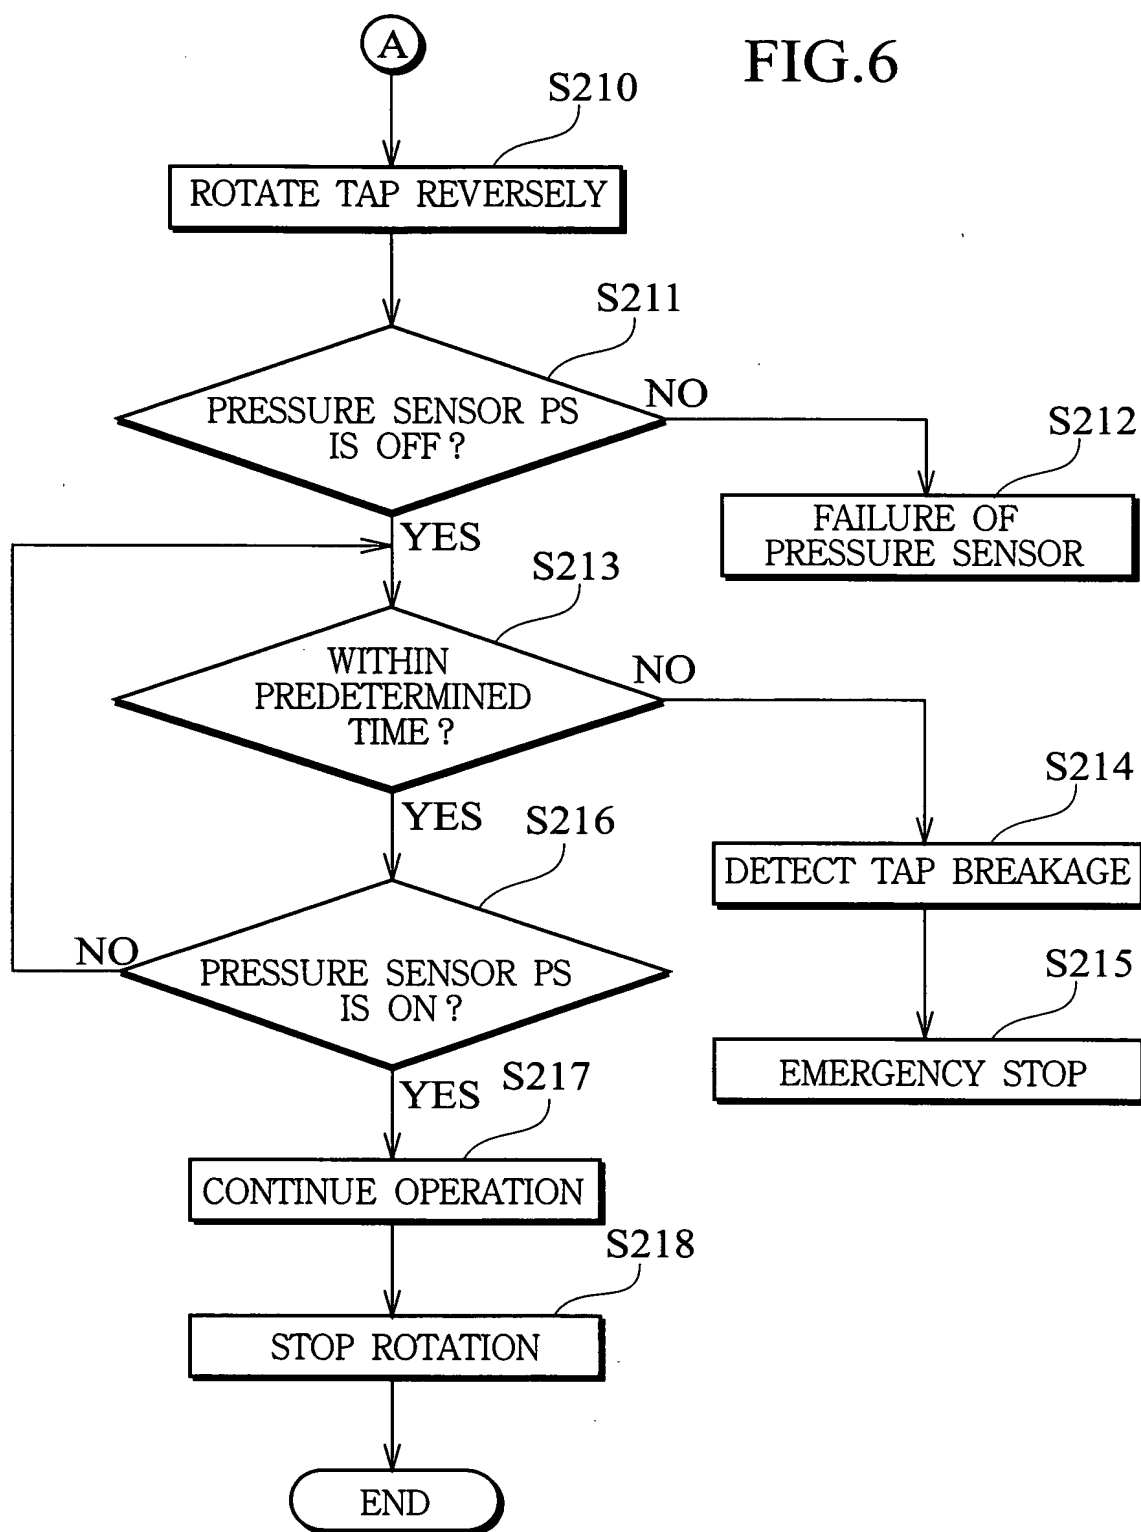 A
FIG.6
S210
ROTATE TAP REVERSELY
S211
PRESSURE SENSOR PS
IS OFF?
NO
S212
FAILURE OF
PRESSURE SENSOR
YES
S213
WITHIN
PREDETERMINED
TIME?
NO
S214
DETECT TAP BREAKAGE
YES
S216
PRESSURE SENSOR PS
IS ON?
NO
S215
EMERGENCY STOP
YES
S217
CONTINUE OPERATION
S218
STOP ROTATION
END